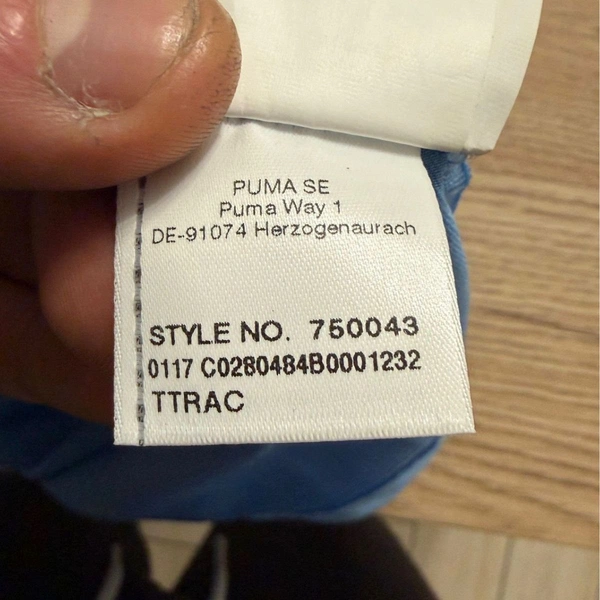 PUMA SE
Puma Way 1
DE-91074 Herzogenaurach
STYLE NO. 750043
0117 C0280484B0001232
TTRAC